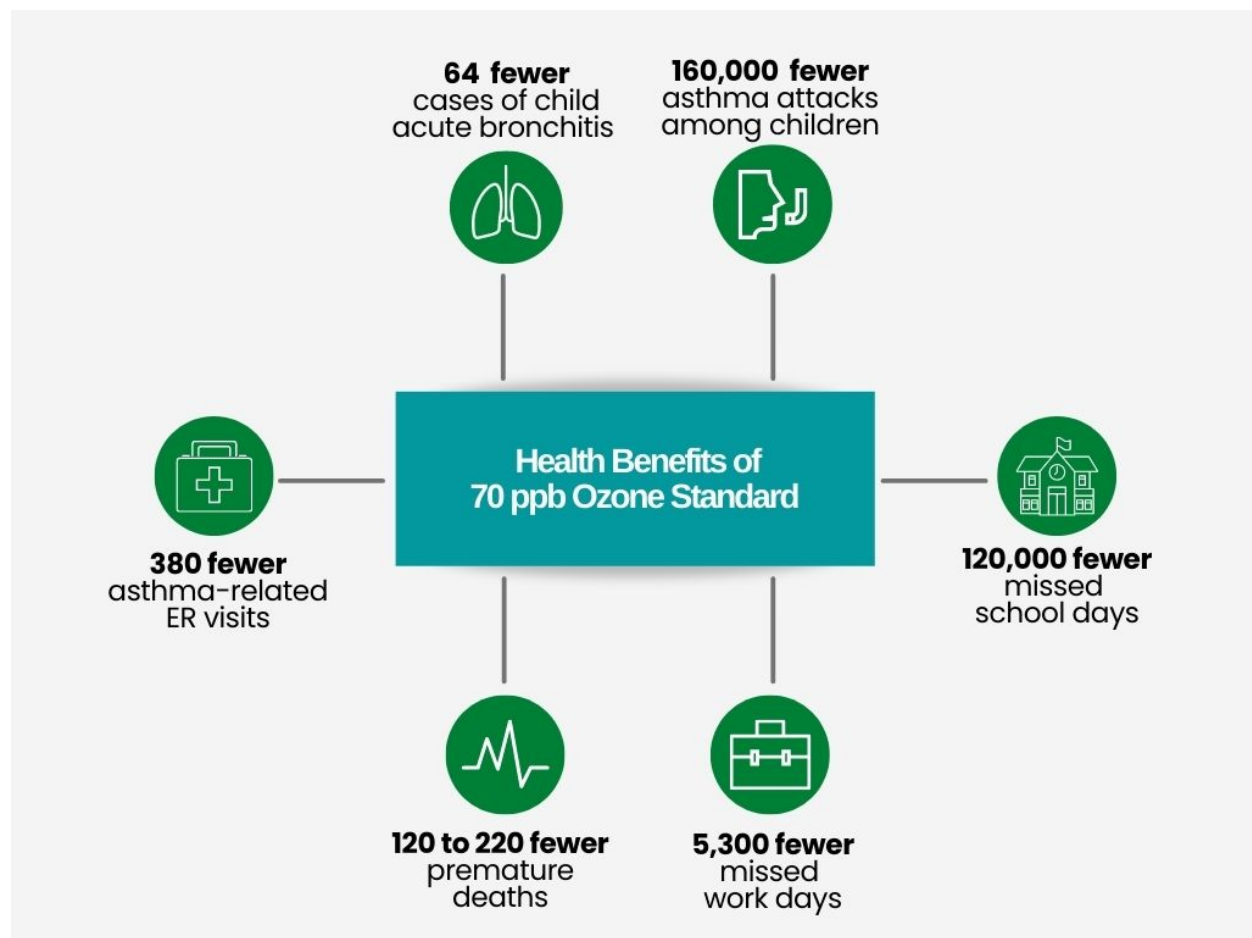 64 fewer
cases of child
acute bronchitis
160,000 fewer
asthma attacks
among children
Health Benefits of
70 ppb Ozone Standard
380 fewer
asthma-related
ER visits
120,000 fewer
missed
school days
120 to 220 fewer
premature
deaths
5,300 fewer
missed
work days